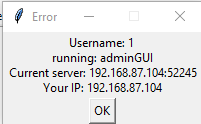 Error
Username: 1
running: adminGUI
Current server: 192.168.87.104:52245
Your IP: 192.168.87.104
OK